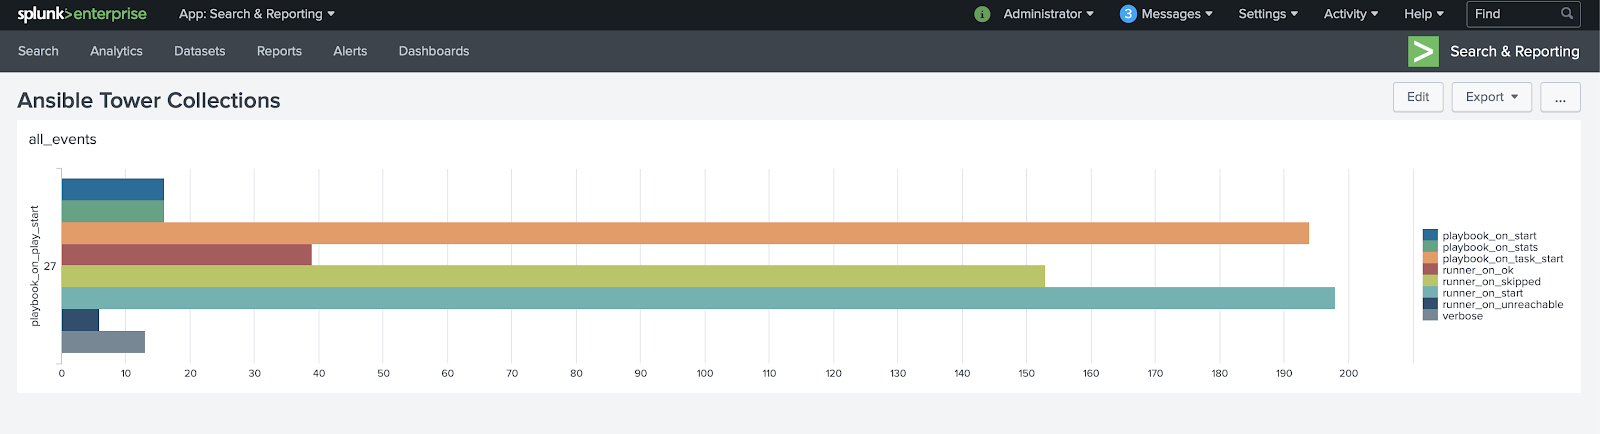 splunk>enterprise App: Search & Reporting ▾ i Administrator ▾ 3 Messages ▾ Settings ▾ Activity ▾ Help ▾ Find
Search Analytics Datasets Reports Alerts Dashboards > Search & Reporting
Ansible Tower Collections Edit Export ▾ ...
all_events
playbook_on_play_start
27
playbook_on_start
playbook_on_stats
playbook_on_task_start
runner_on_ok
runner_on_skipped
runner_on_start
runner_on_unreachable
verbose
0 10 20 30 40 50 60 70 80 90 100 110 120 130 140 150 160 170 180 190 200